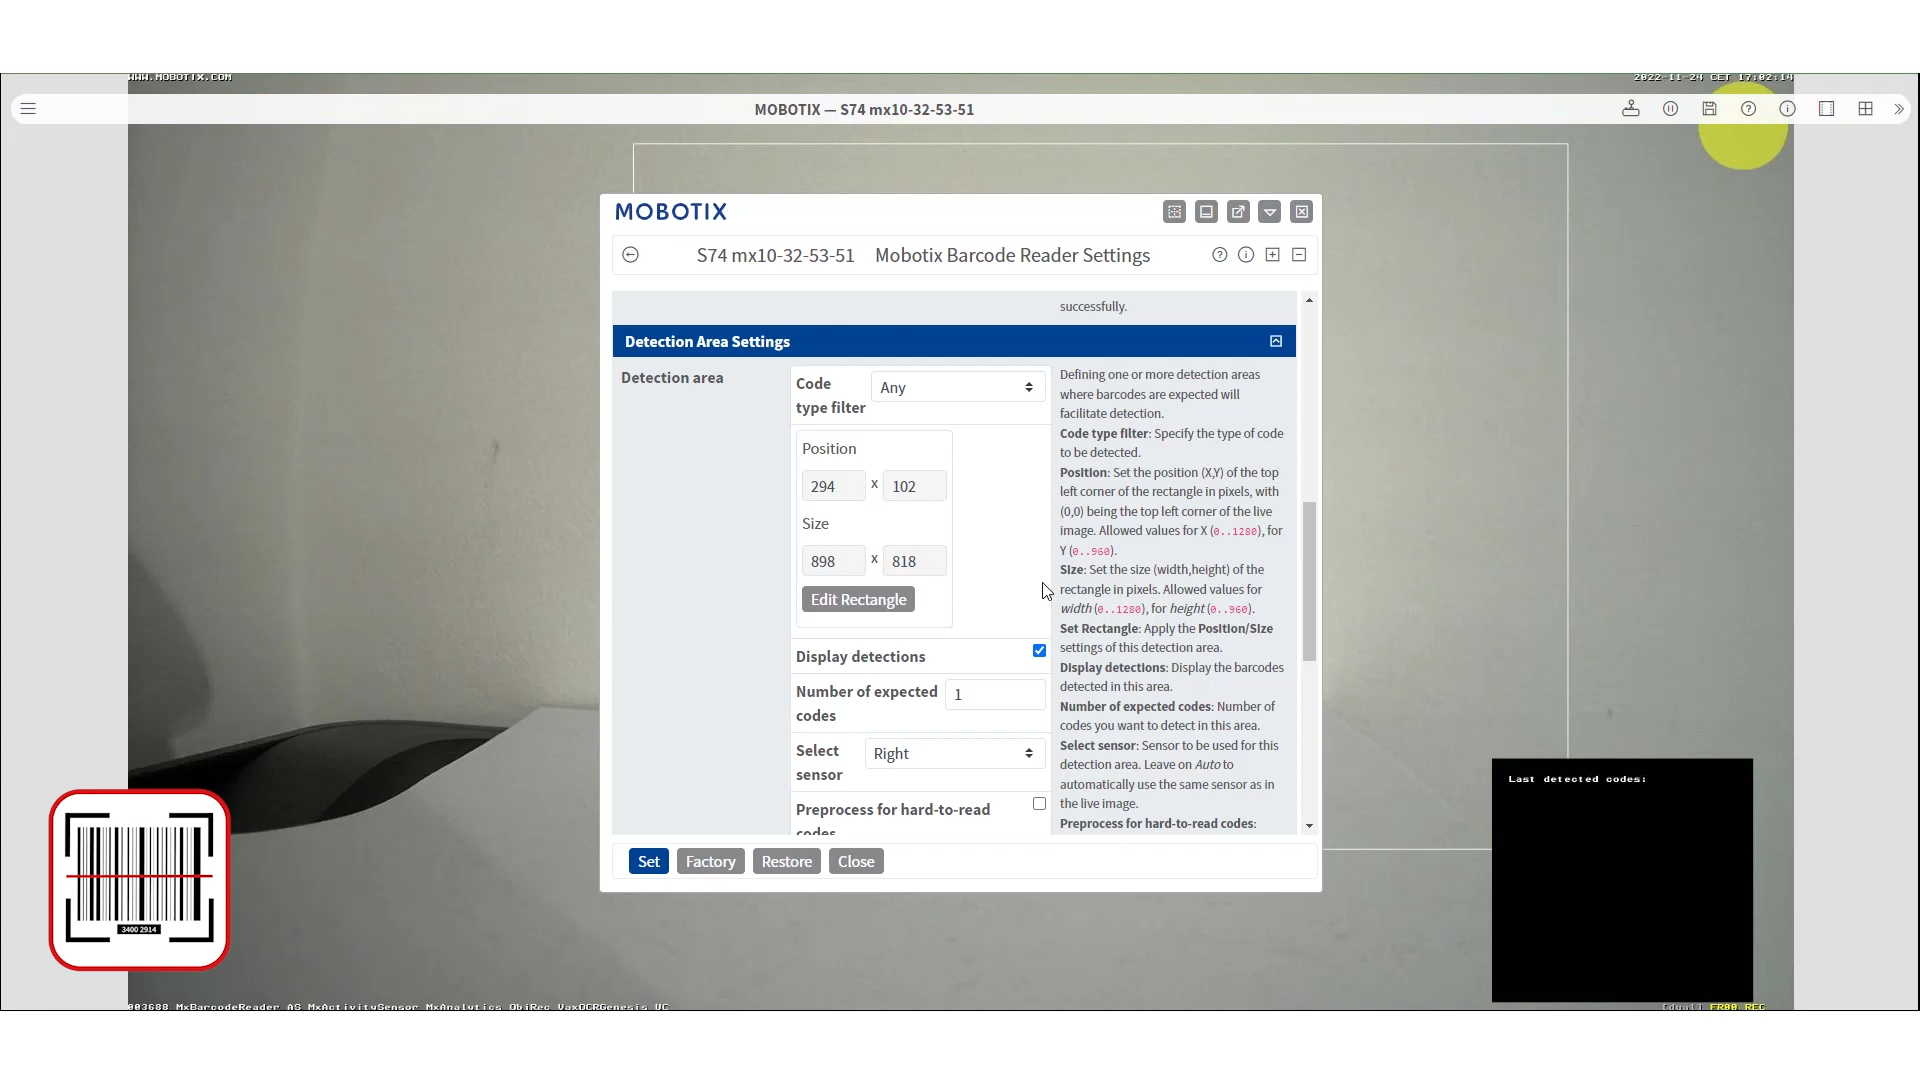 WWW.MOBOTIX.COM
2022-11-24 CET 17:02:14
MOBOTIX — S74 mx10-32-53-51
MOBOTIX
S74 mx10-32-53-51 Mobotix Barcode Reader Settings
successfully.
Detection Area Settings
Detection area
Code
type filter
Any
Position
294 x 102
Size
898 x 818
Edit Rectangle
Display detections
Number of expected
codes
1
Select
sensor
Right
Preprocess for hard-to-read
codes
Defining one or more detection areas
where barcodes are expected will
facilitate detection.
Code type filter: Specify the type of code
to be detected.
Position: Set the position (X,Y) of the top
left corner of the rectangle in pixels, with
(0,0) being the top left corner of the live
image. Allowed values for X (0..1280), for
Y (0..960).
Size: Set the size (width,height) of the
rectangle in pixels. Allowed values for
width (0..1280), for height (0..960).
Set Rectangle: Apply the Position/Size
settings of this detection area.
Display detections: Display the barcodes
detected in this area.
Number of expected codes: Number of
codes you want to detect in this area.
Select sensor: Sensor to be used for this
detection area. Leave on Auto to
automatically use the same sensor as in
the live image.
Preprocess for hard-to-read codes:
Set
Factory
Restore
Close
Last detected codes:
3400 2914
003688 MxBarcodeReader AS MxActivitySensor MxAnalytics ObjRec VaxOCRGenesis VC
[dual] FR00 REC